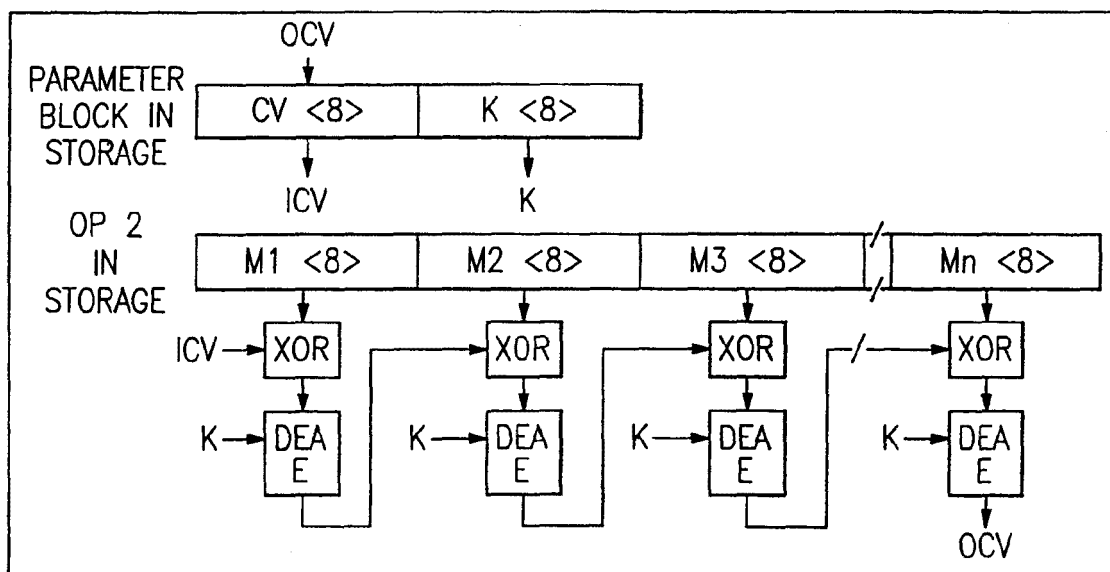 OCV
PARAMETER
BLOCK IN
STORAGE
CV <8> K <8>
ICV K
OP 2
IN
STORAGE
M1 <8> M2 <8> M3 <8> Mn <8>
ICV XOR XOR XOR XOR
K DEA K DEA K DEA K DEA
E E E E
OCV